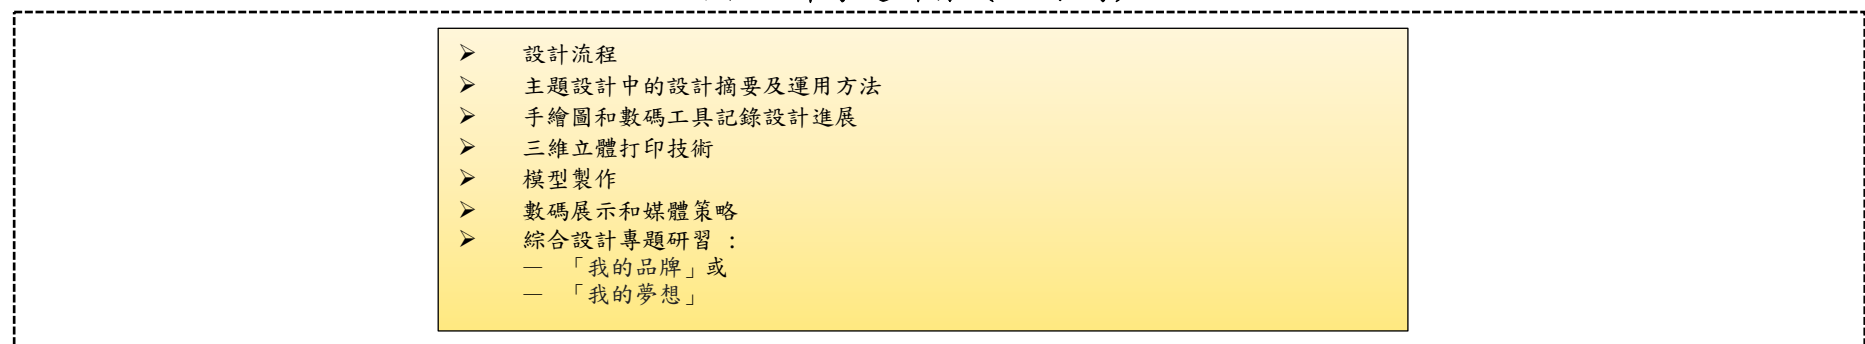 ➢ 設計流程
➢ 主題設計中的設計摘要及運用方法
➢ 手繪圖和數碼工具記錄設計進展
➢ 三維立體打印技術
➢ 模型製作
➢ 數碼展示和媒體策略
➢ 綜合設計專題研習 :
— 「我的品牌」或
— 「我的夢想」